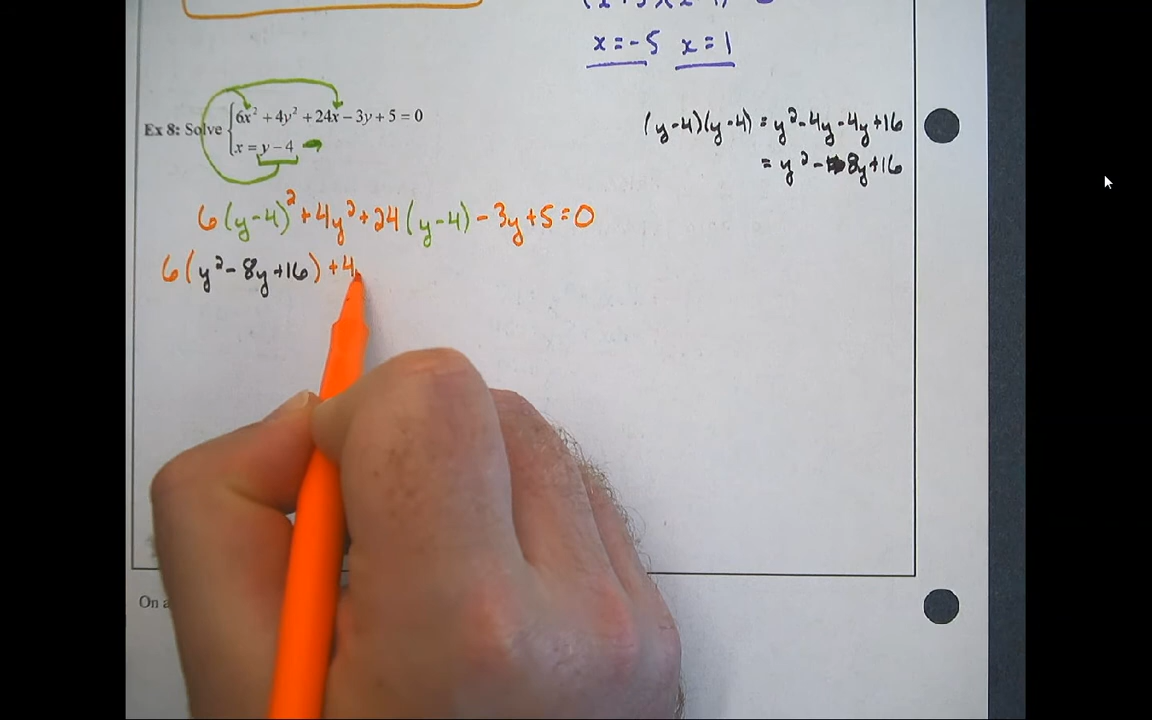 x = -5 x = 1
Ex 8: Solve
6x² + 4y² + 24x − 3y + 5 = 0
x = y − 4
(y-4)(y-4) = y²-4y-4y+16
= y²-8y+16
6(y-4)²+4y²+24(y-4)-3y+5=0
6(y²-8y+16)+4
On